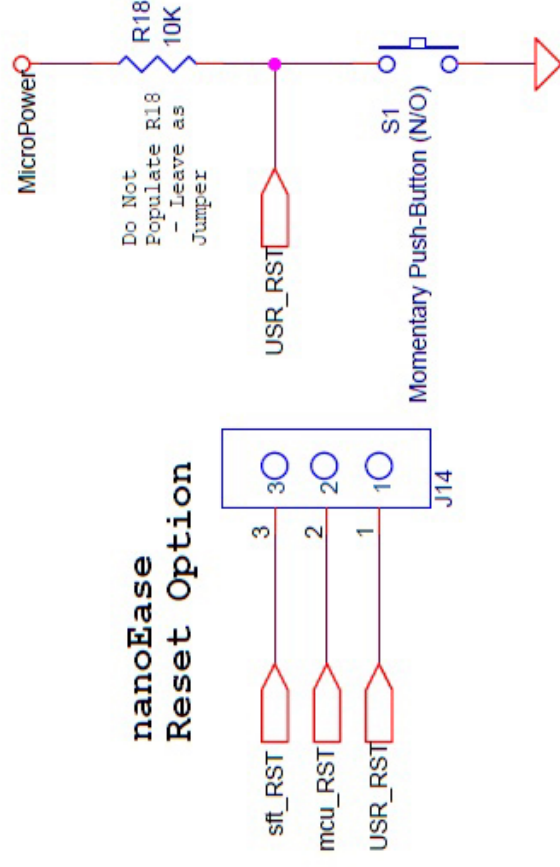 nanoEase
Reset Option
sft_RST
3
3
mcu_RST
2
2
USR_RST
1
1
J14
MicroPower
R18
10K
Do Not
Populate R18
- Leave as
Jumper
USR_RST
S1
Momentary Push-Button (N/O)